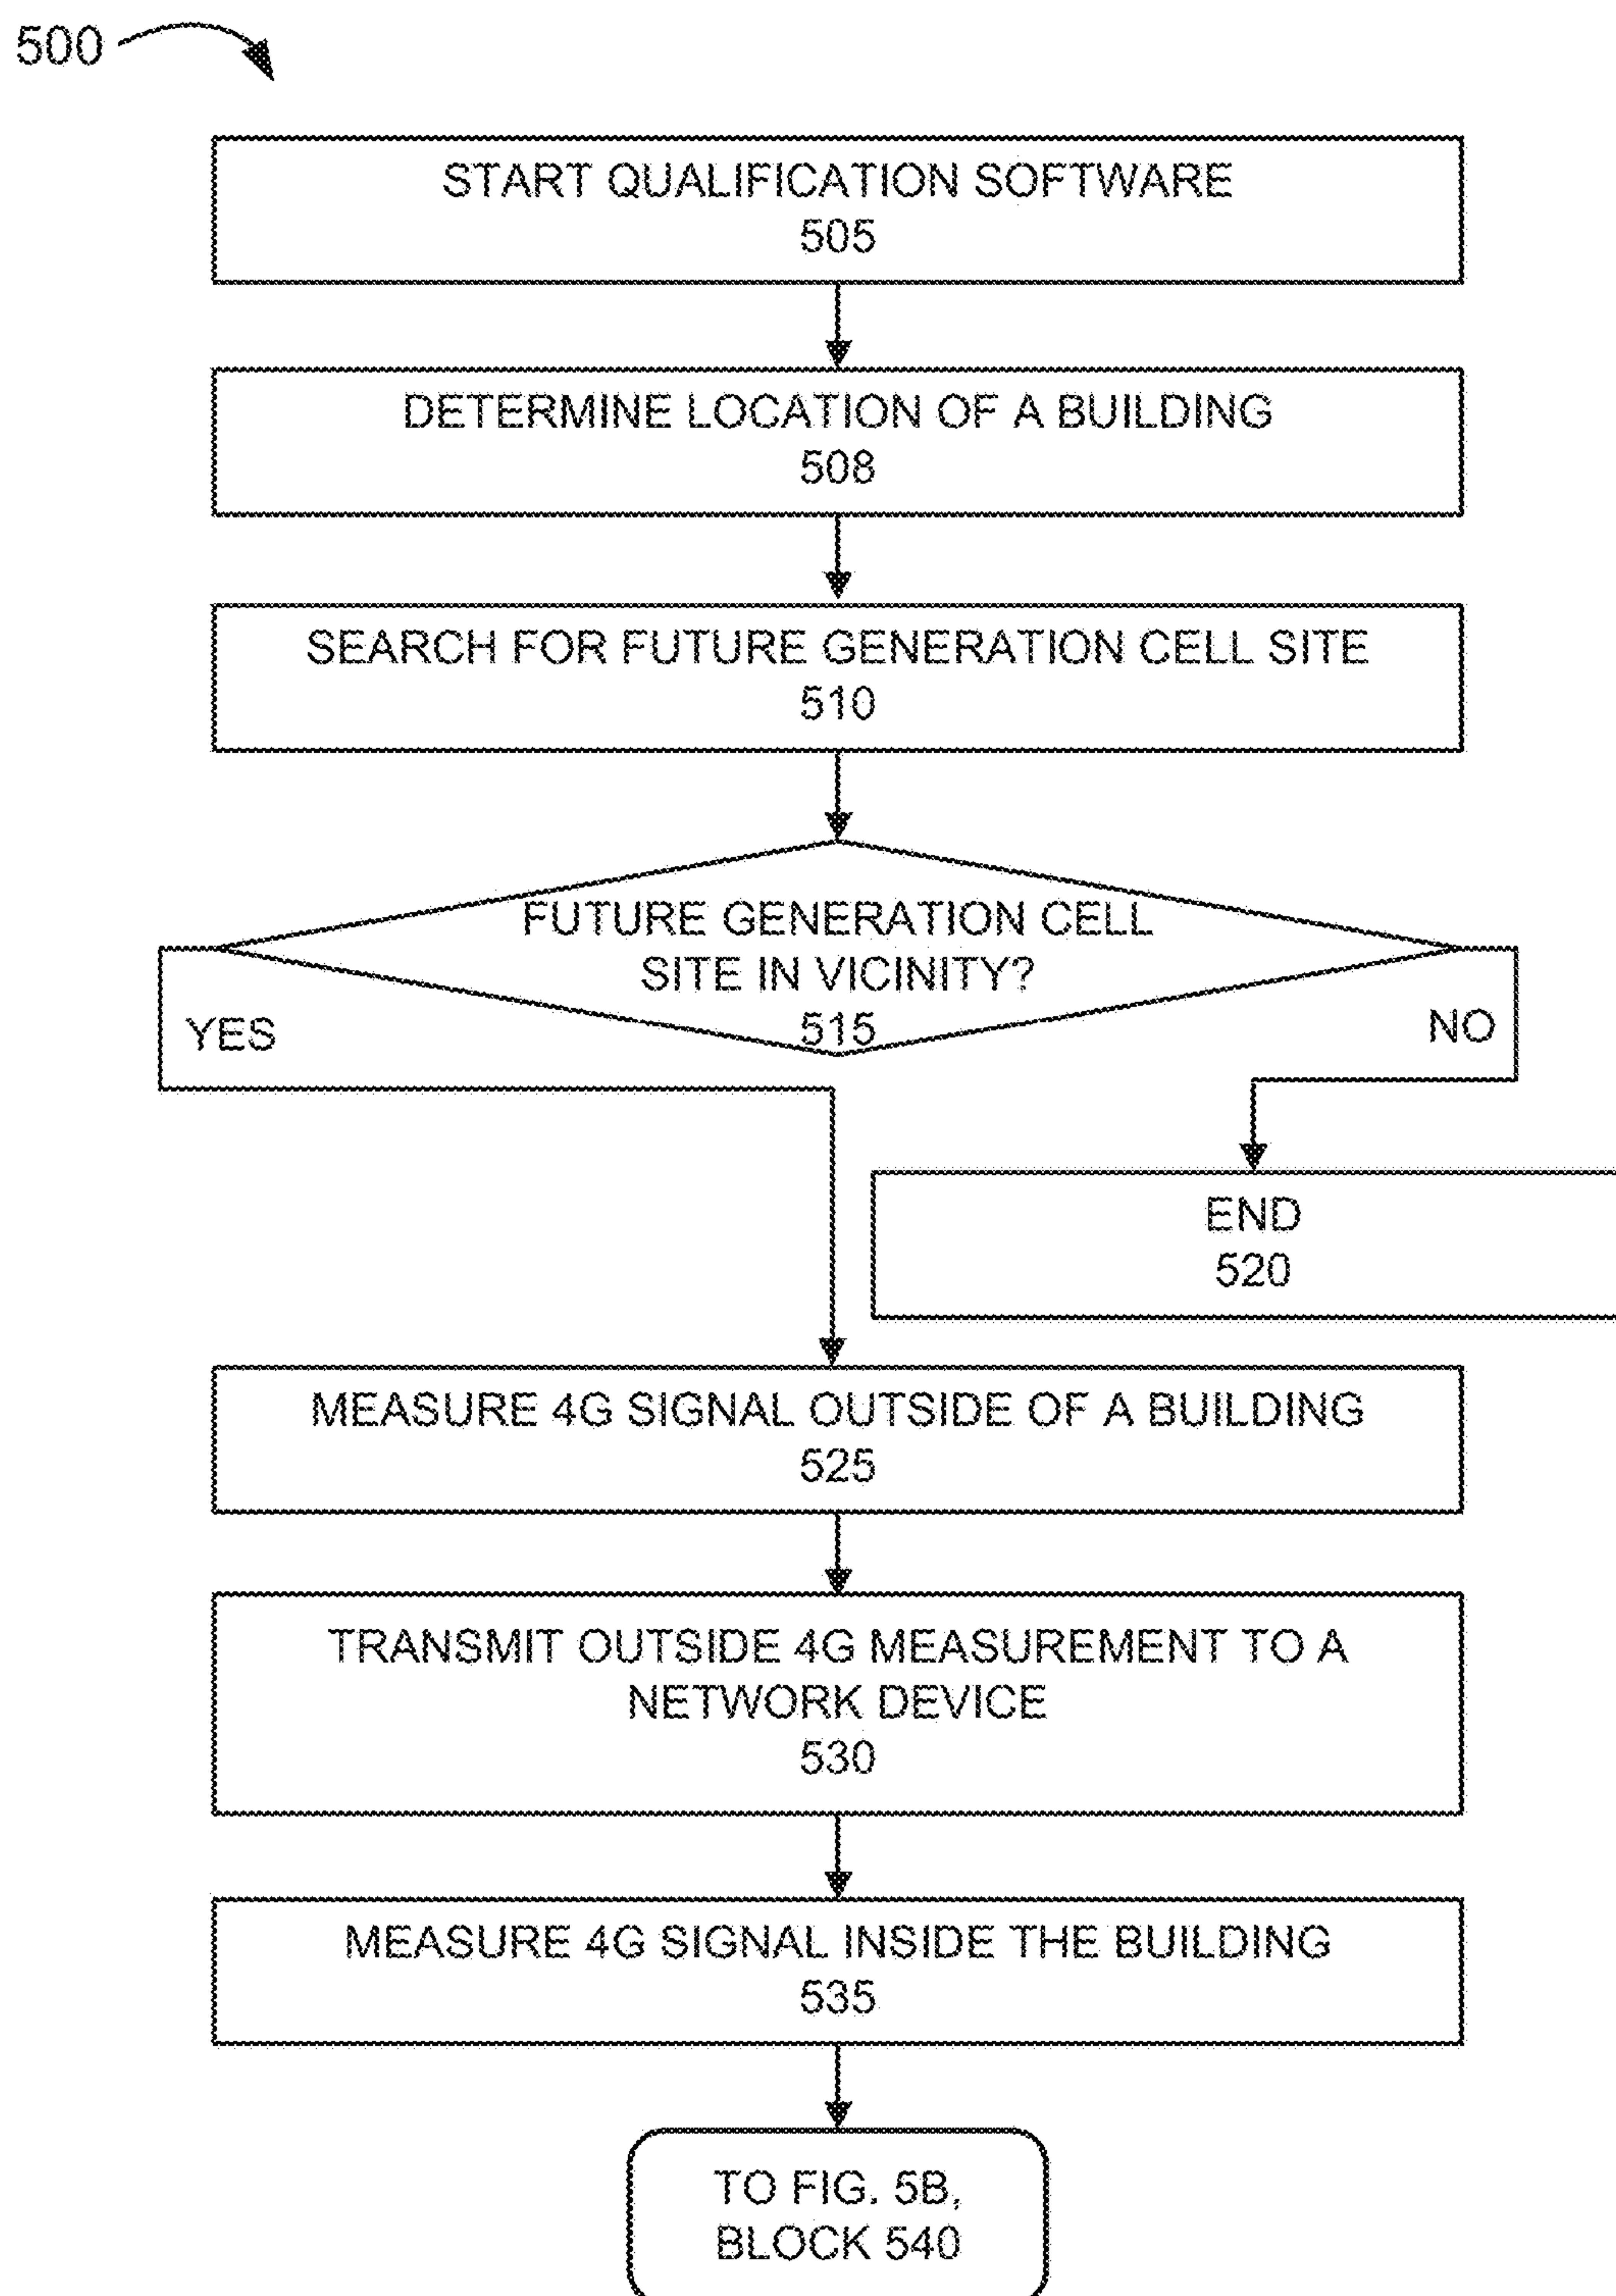 500
START QUALIFICATION SOFTWARE
505
DETERMINE LOCATION OF A BUILDING
508
SEARCH FOR FUTURE GENERATION CELL SITE
510
FUTURE GENERATION CELL
SITE IN VICINITY?
515
YES
NO
END
520
MEASURE 4G SIGNAL OUTSIDE OF A BUILDING
525
TRANSMIT OUTSIDE 4G MEASUREMENT TO A
NETWORK DEVICE
530
MEASURE 4G SIGNAL INSIDE THE BUILDING
535
TO FIG. 5B,
BLOCK 540